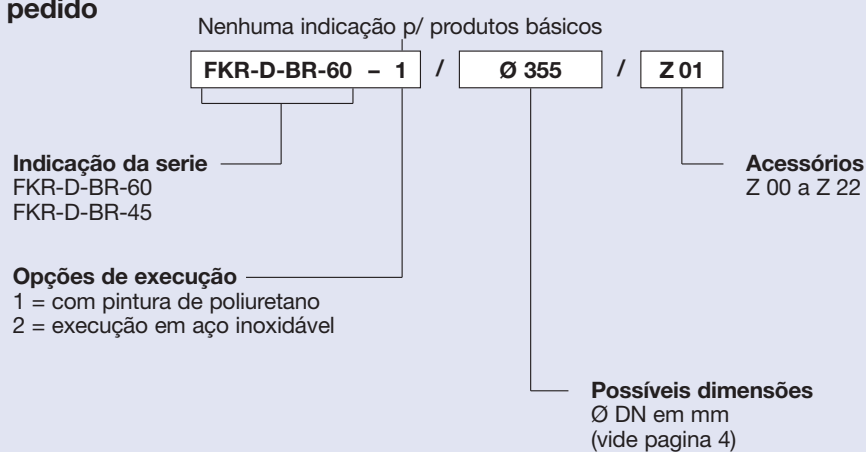 pedido
Nenhuma indicação p/ produtos básicos
FKR-D-BR-60 – 1 / Ø 355 / Z 01
Indicação da serie
FKR-D-BR-60
FKR-D-BR-45
Acessórios
Z 00 a Z 22
Opções de execução
1 = com pintura de poliuretano
2 = execução em aço inoxidável
Possíveis dimensões
Ø DN em mm
(vide pagina 4)